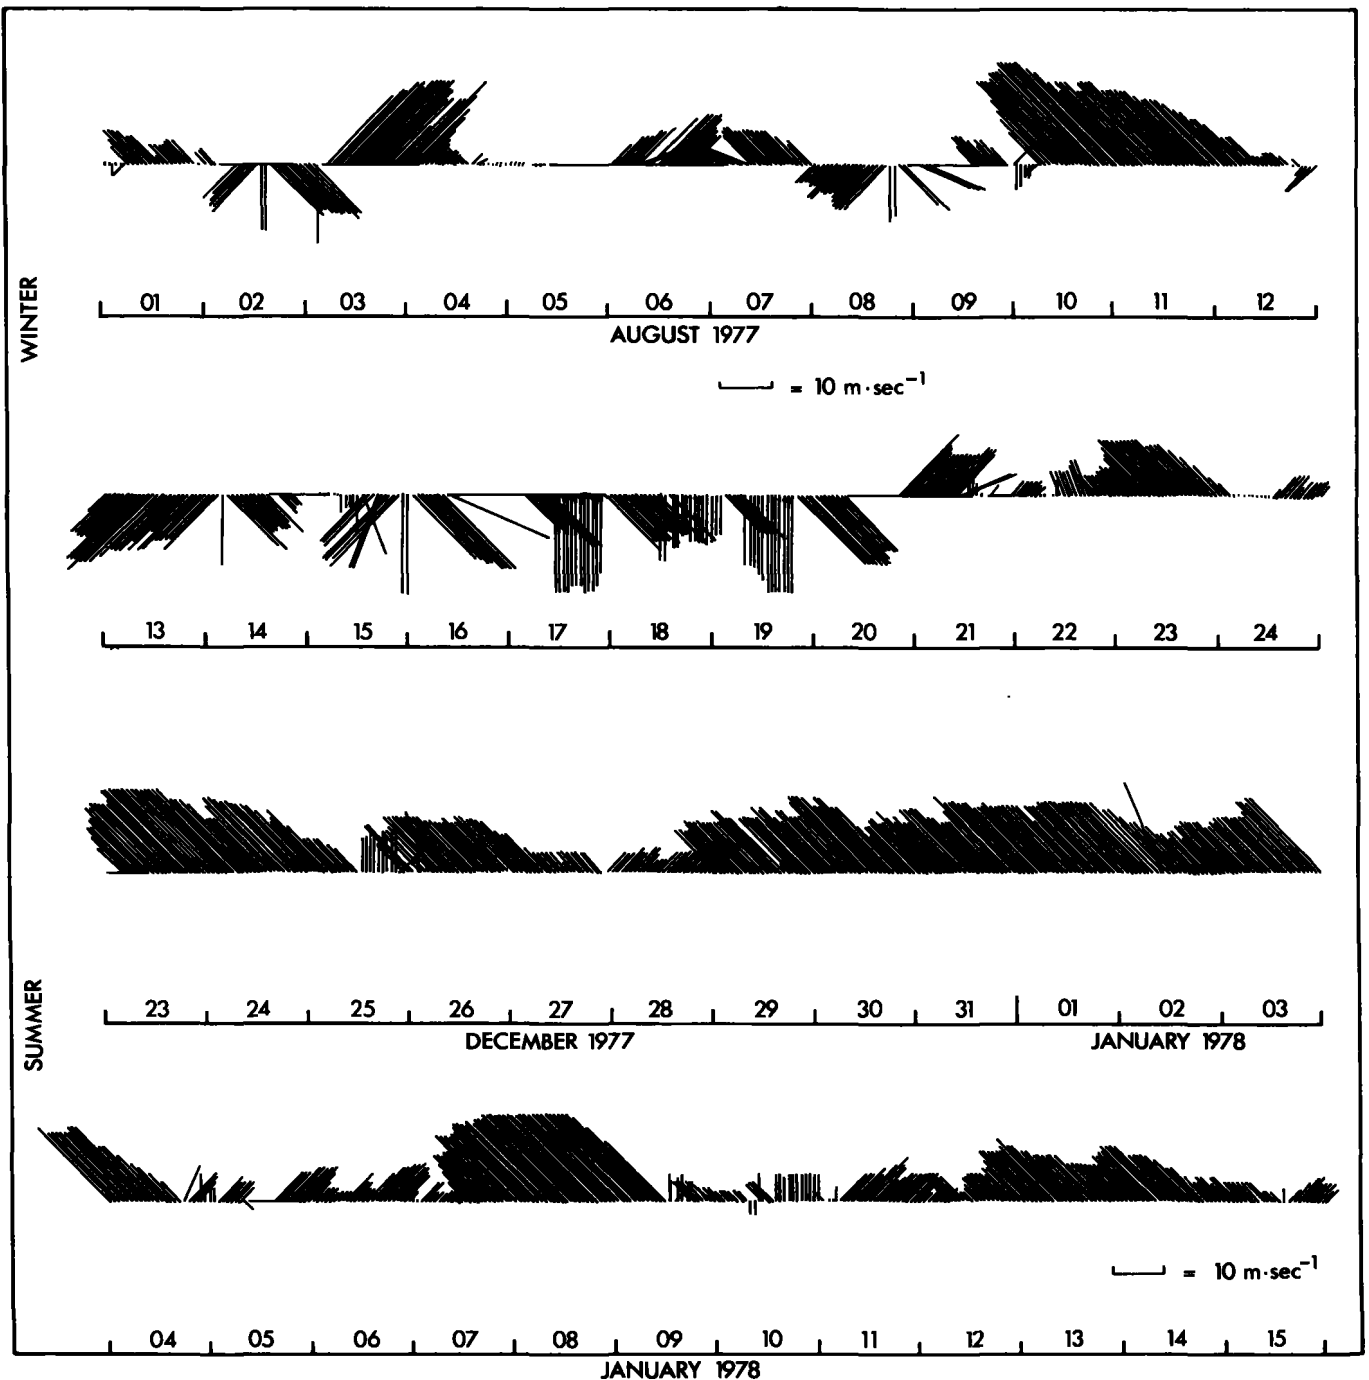 WINTER
01 02 03 04 05 06 07 08 09 10 11 12
AUGUST 1977
= 10 m·sec⁻¹
13 14 15 16 17 18 19 20 21 22 23 24
SUMMER
23 24 25 26 27 28 29 30 31 01 02 03
DECEMBER 1977 JANUARY 1978
= 10 m·sec⁻¹
04 05 06 07 08 09 10 11 12 13 14 15
JANUARY 1978